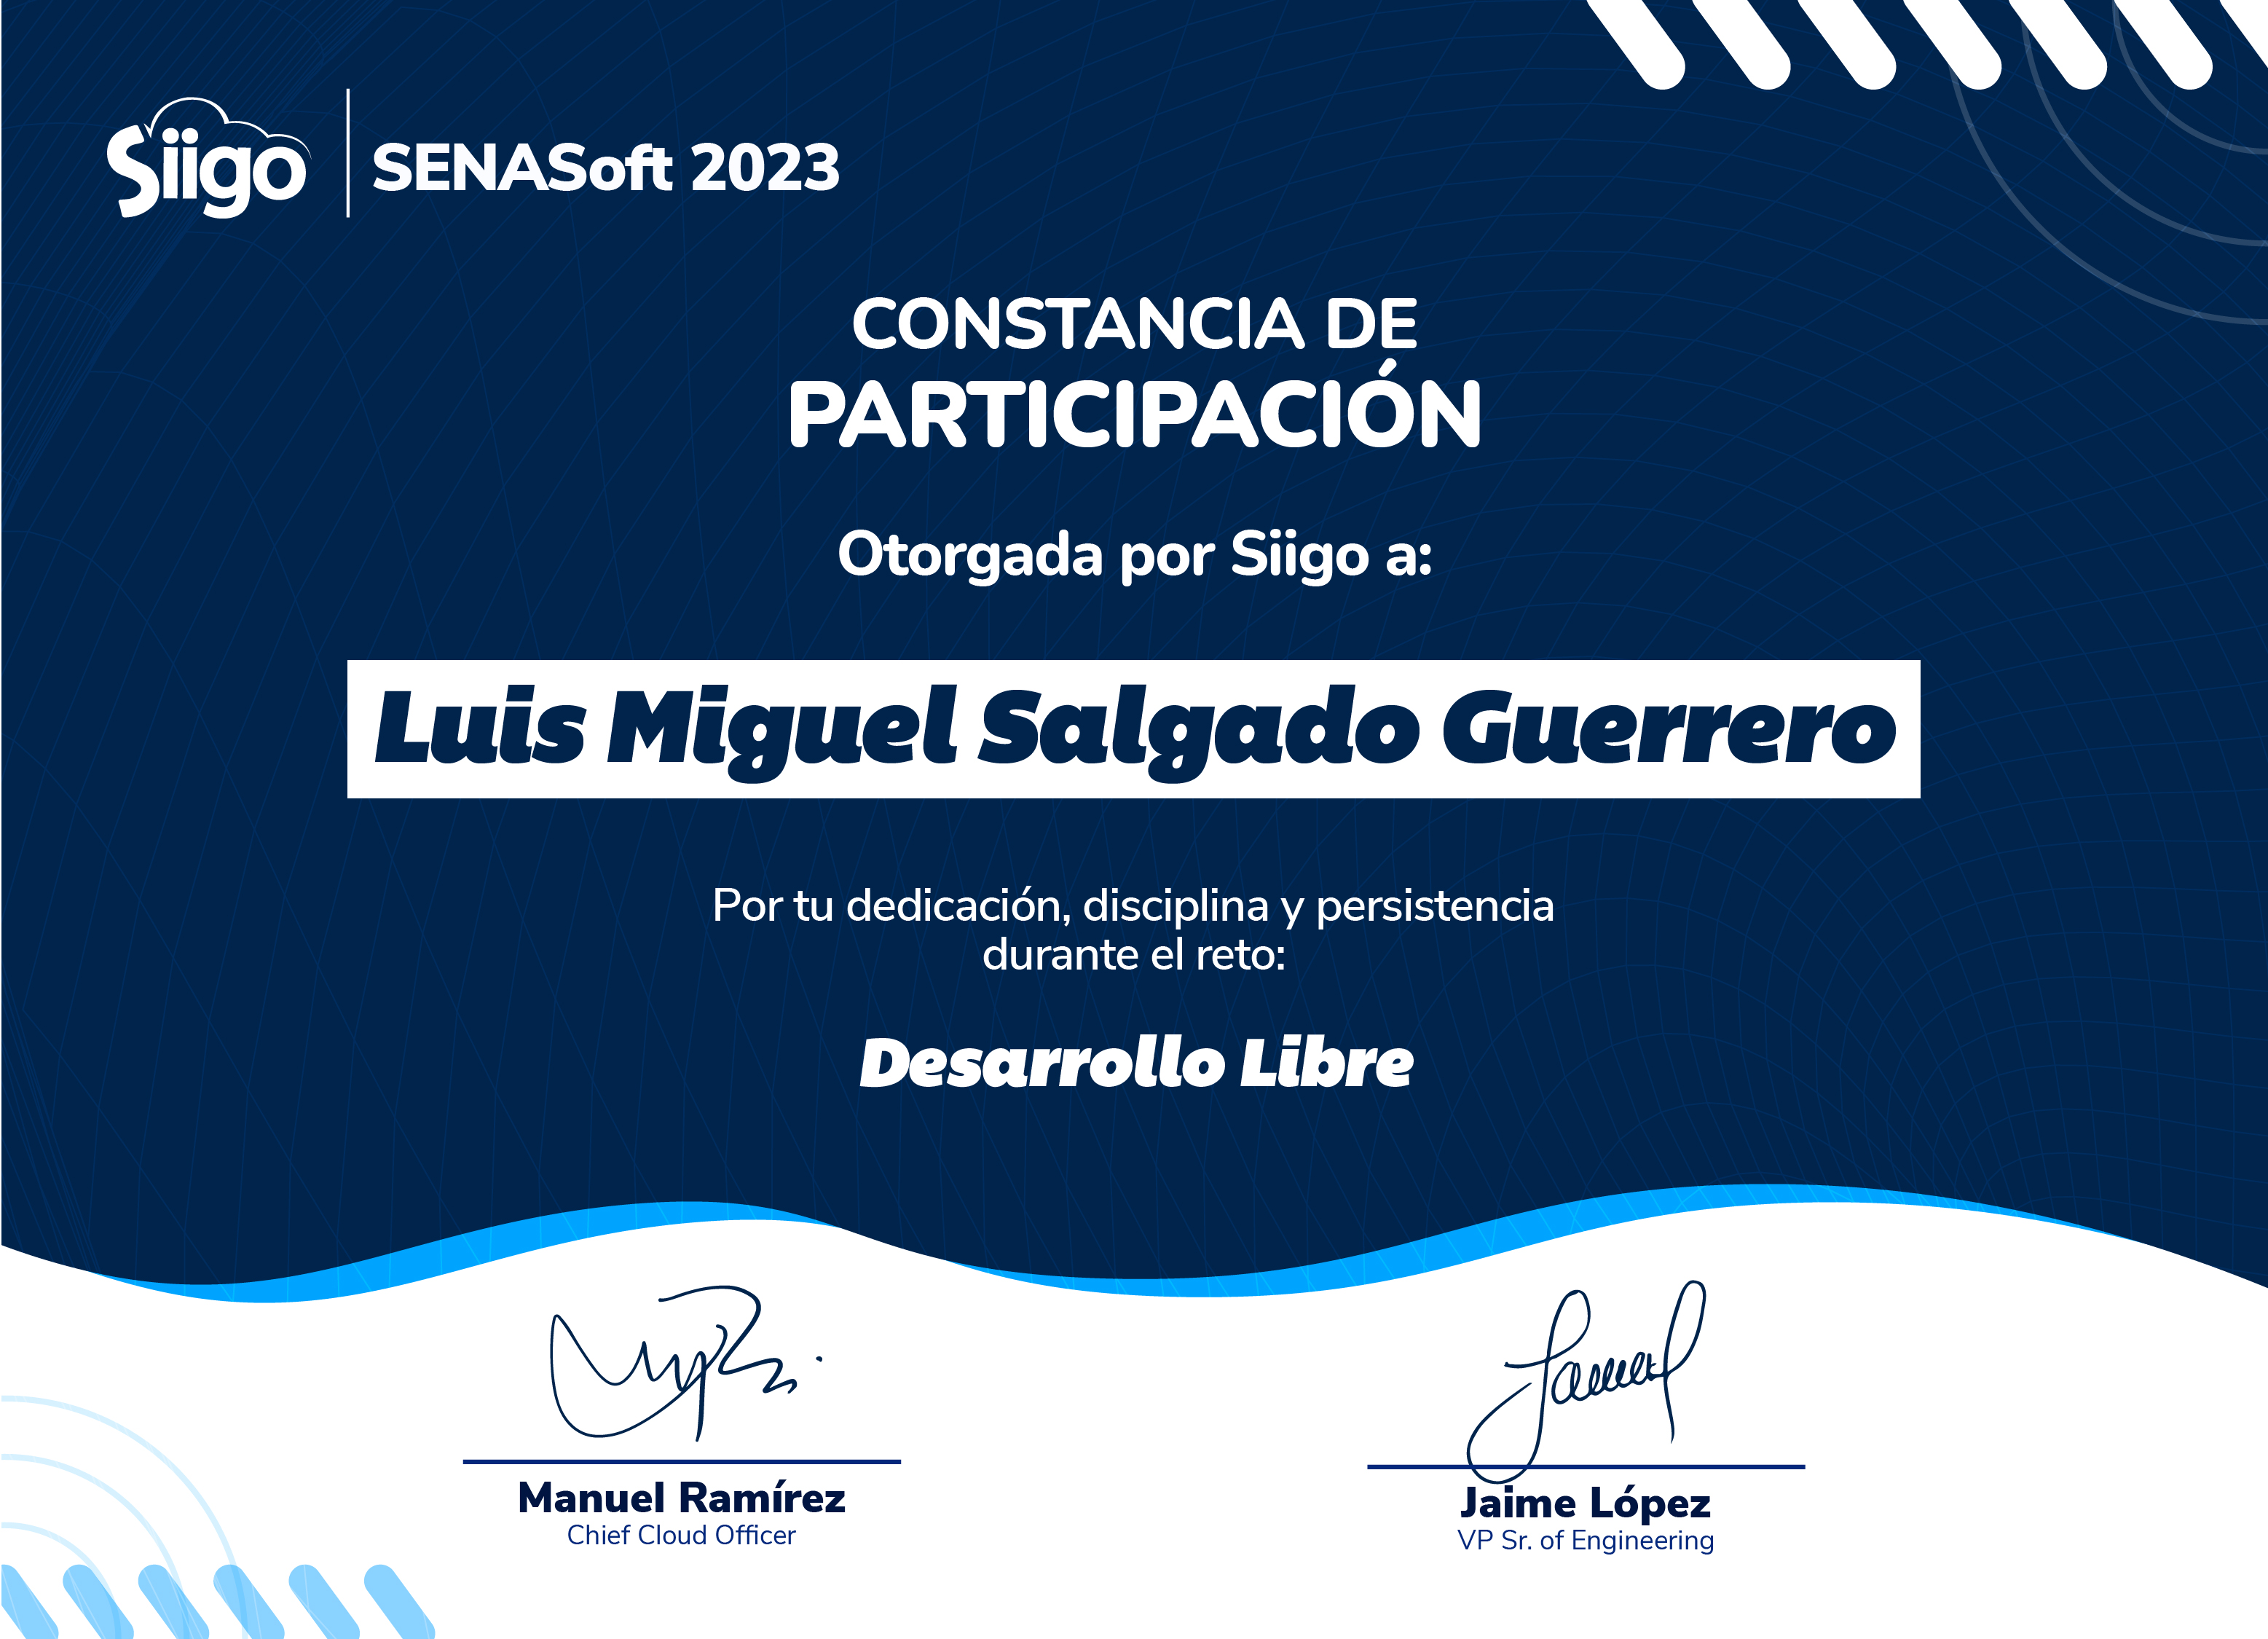 Siigo
SENASoft 2023
CONSTANCIA DE
PARTICIPACIÓN
Otorgada por Siigo a:
Luis Miguel Salgado Guerrero
Por tu dedicación, disciplina y persistencia
durante el reto:
Desarrollo Libre
Manuel Ramírez
Chief Cloud Officer
Jaime López
VP Sr. of Engineering